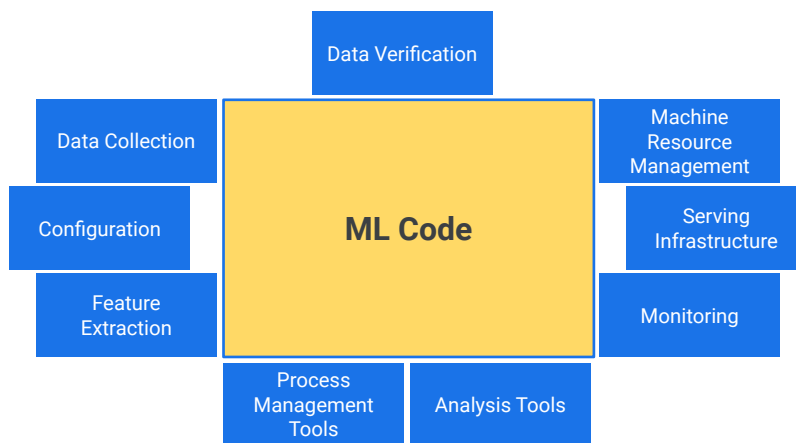 Data Verification
Data Collection
Machine
Resource
Management
Configuration
ML Code
Serving
Infrastructure
Feature
Extraction
Monitoring
Process
Management
Tools
Analysis Tools